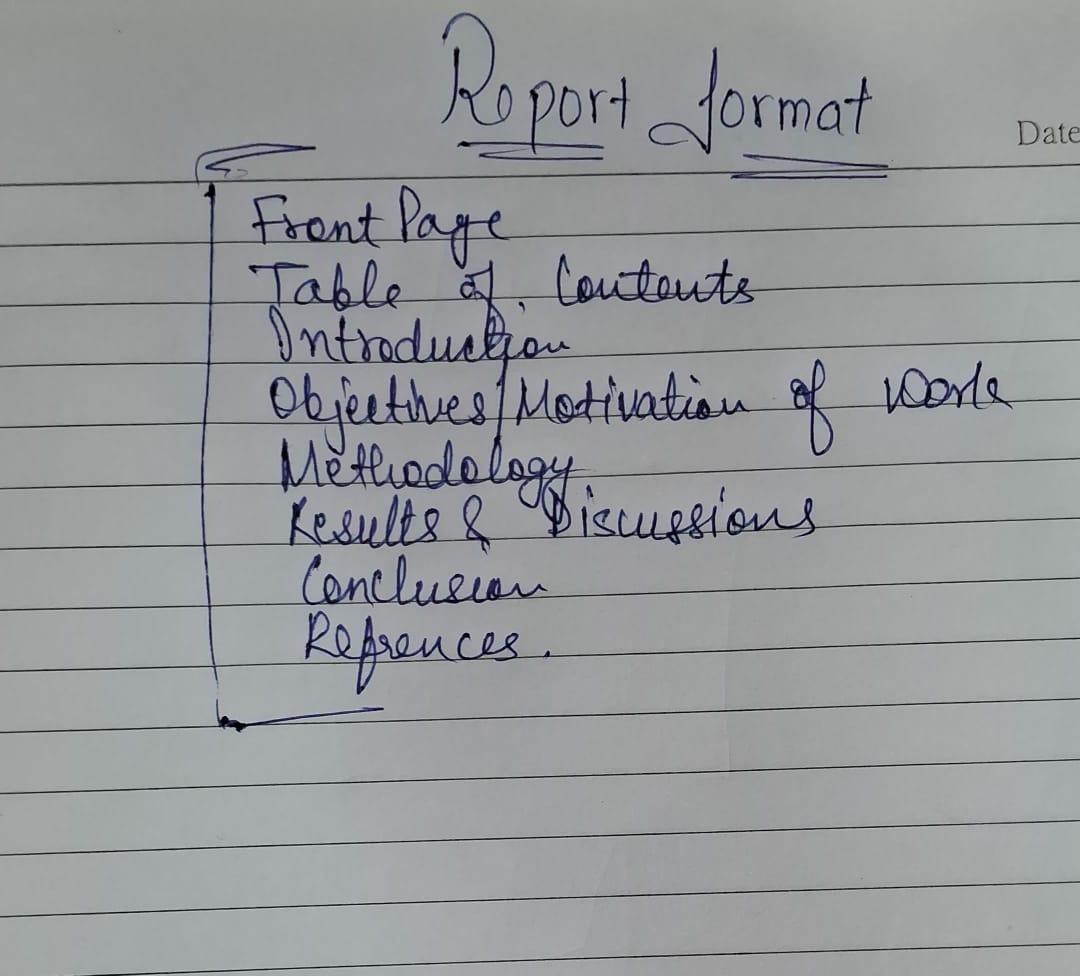 Report format
Date
Front Page
Table of. Contents
Introduction
Objectives/Motivation of work
Methodology
Results & Discussions
Conclusion
Refrences.